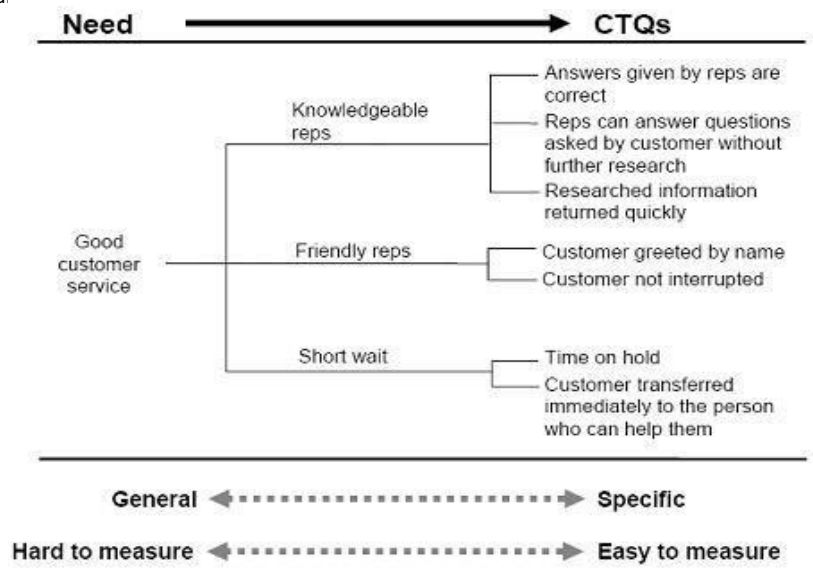 Need
CTQs
Knowledgeable
reps
Answers given by reps are
correct
Reps can answer questions
asked by customer without
further research
Researched information
returned quickly
Good
customer
service
Friendly reps
Customer greeted by name
Customer not interrupted
Short wait
Time on hold
Customer transferred
immediately to the person
who can help them
General
Specific
Hard to measure
Easy to measure